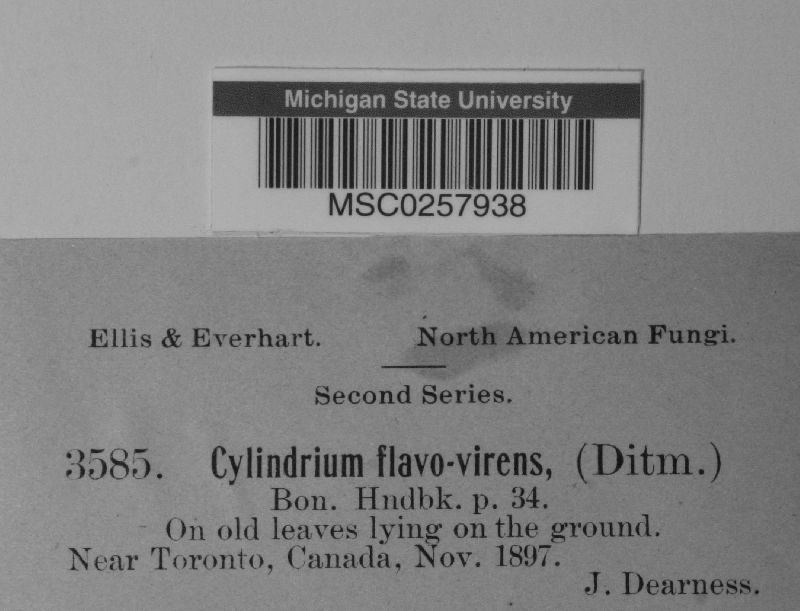 Michigan State University
MSC0257938
Ellis & Everhart. North American Fungi.
Second Series.
3585. Cylindrium flavo-virens, (Ditm.)
Bon. Hndbk. p. 34.
On old leaves lying on the ground.
Near Toronto, Canada, Nov. 1897.
J. Dearness.